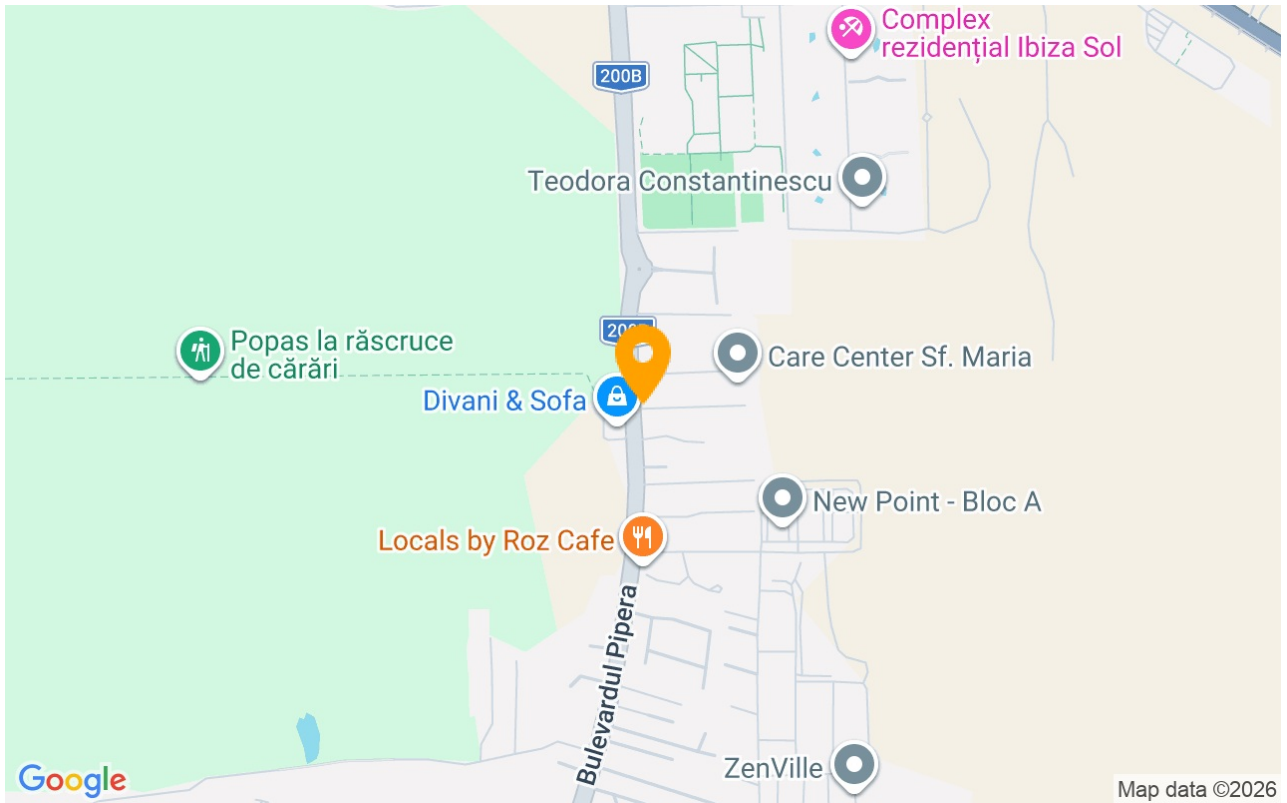 Complex
rezidențial Ibiza Sol
200B
Teodora Constantinescu
Popas la răscruce
de cărări
Care Center Sf. Maria
Divani & Sofa
New Point - Bloc A
Locals by Roz Cafe
Bulevardul Pipera
ZenVille
Google
Map data ©2026